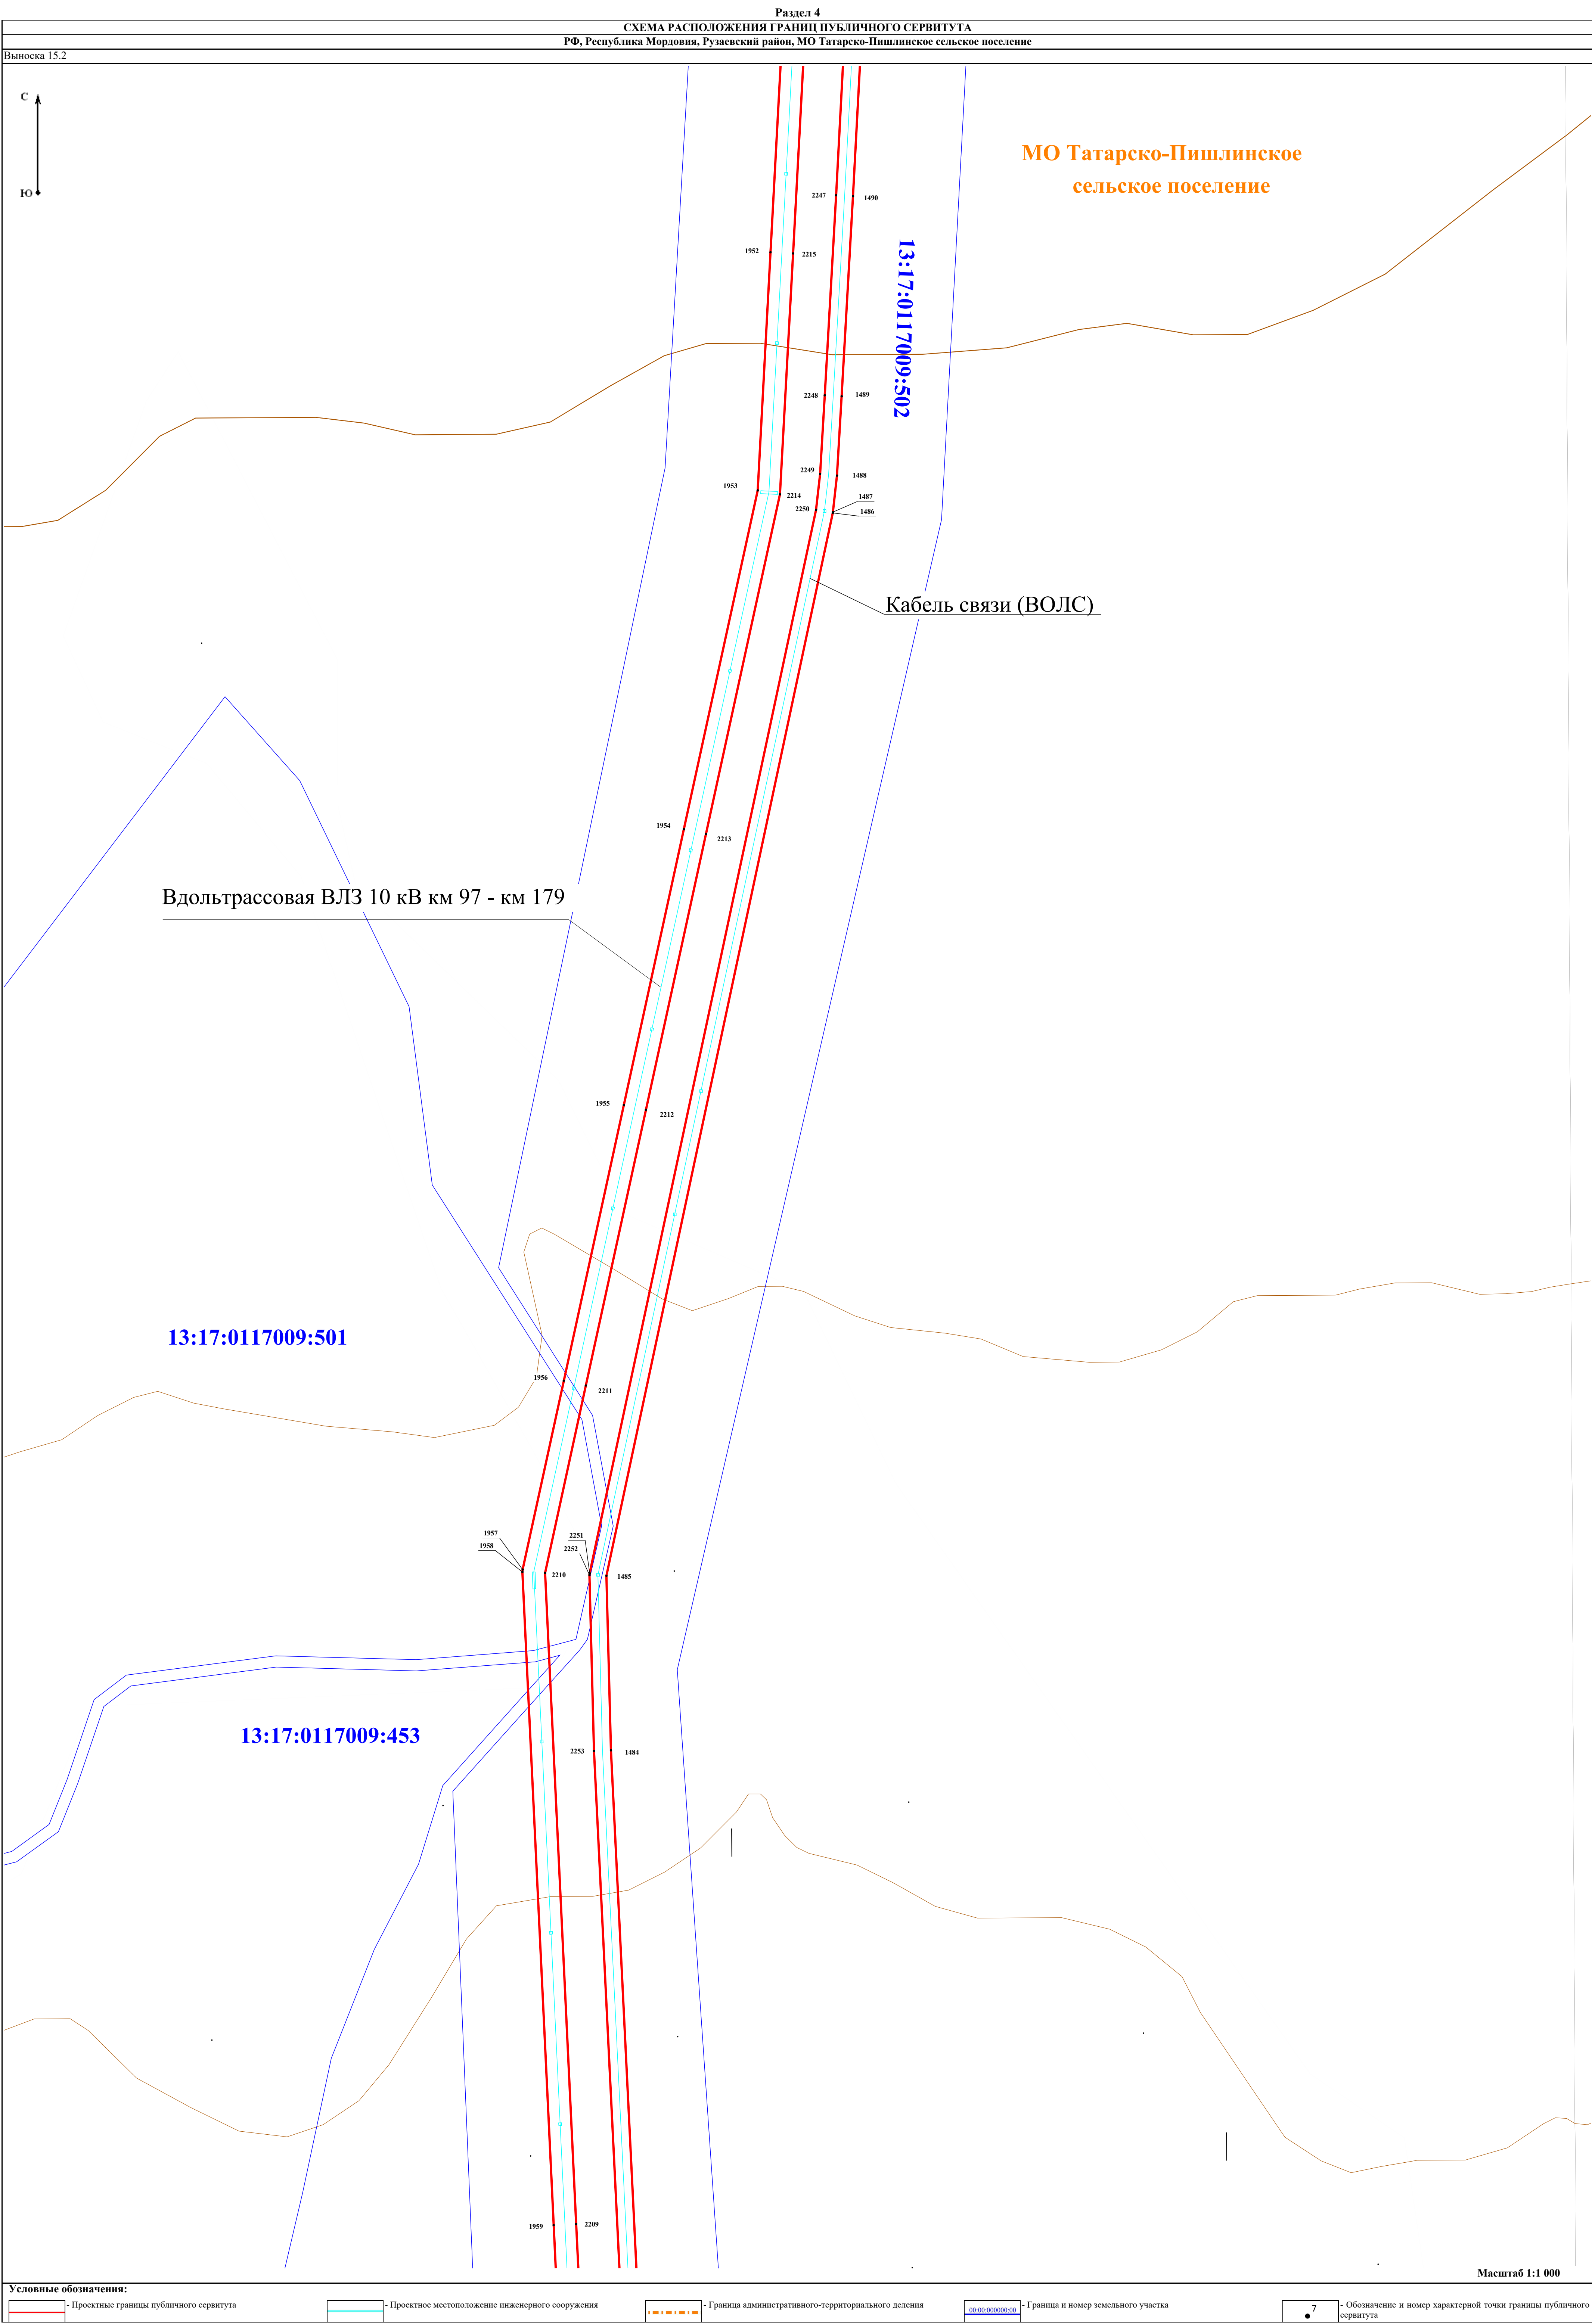 Раздел 4
СХЕМА РАСПОЛОЖЕНИЯ ГРАНИЦ ПУБЛИЧНОГО СЕРВИТУТА
РФ, Республика Мордовия, Рузаевский район, МО Татарско-Пишлинское сельское поселение
Выноска 15.2
С
Ю
МО Татарско-Пишлинское
сельское поселение
2247
1490
1952
2215
13:17:0117009:502
2248
1489
2249
1488
1953
2214
1487
2250
1486
Кабель связи (ВОЛС)
1954
2213
Вдольтрассовая ВЛЗ 10 кВ км 97 - км 179
1955
2212
13:17:0117009:501
1956
2211
1957
2251
1958
2252
2210
1485
13:17:0117009:453
2253
1484
1959
2209
Масштаб 1:1 000
Условные обозначения:
- Проектные границы публичного сервитута
- Проектное местоположение инженерного сооружения
- Граница административно-территориального деления
00:00:000000:00
- Граница и номер земельного участка
7
- Обозначение и номер характерной точки границы публичного
сервитута